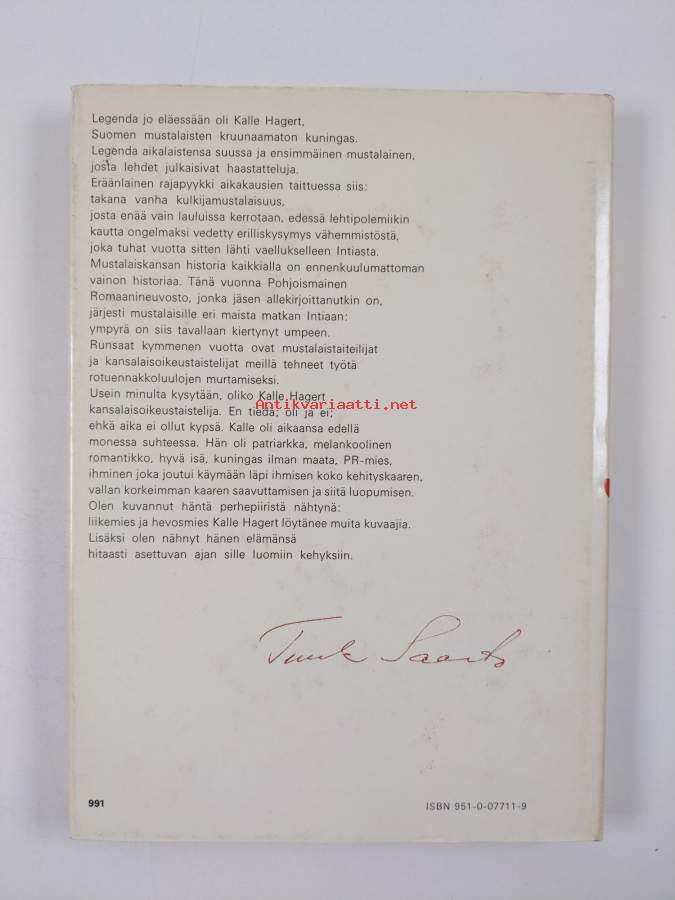 Legenda jo eläessään oli Kalle Hagert,
Suomen mustalaisten kruunaamaton kuningas.
Legenda aikalaistensa suussa ja ensimmäinen mustalainen,
josta lehdet julkaisivat haastatteluja.
Eräänlainen rajapyykki aikakausien taittuessa siis:
takana vanha kulkijamustalaisuus,
josta enää vain lauluissa kerrotaan, edessä lehtipolemiikin
kautta ongelmaksi vedetty erilliskysymys vähemmistöstä,
joka tuhat vuotta sitten lähti vaellukselleen Intiasta.
Mustalaiskansan historia kaikkialla on ennenkuulumattoman
vainon historiaa. Tänä vuonna Pohjoismainen
Romaanineuvosto, jonka jäsen allekirjoittanutkin on,
järjesti mustalaisille eri maista matkan Intiaan:
ympyrä on siis tavallaan kiertynyt umpeen.
Runsaat kymmenen vuotta ovat mustalaistaiteilijat
ja kansalaisoikeustaistelijat meillä tehneet työtä
rotuennakkoluulojen murtamiseksi.
Usein minulta kysytään, oliko Kalle Hagert
Antikvariaatti.net
kansalaisoikeustaistelija. En tiedä; oli ja ei;
ehkä aika ei ollut kypsä. Kalle oli aikaansa edellä
monessa suhteessa. Hän oli patriarkka, melankoolinen
romantikko, hyvä isä, kuningas ilman maata, PR-mies,
ihminen joka joutui käymään läpi ihmisen koko kehityskaaren,
vallan korkeimman kaaren saavuttamisen ja siitä luopumisen.
Olen kuvannut häntä perhepiiristä nähtynä:
liikemies ja hevosmies Kalle Hagert löytänee muita kuvaajia.
Lisäksi olen nähnyt hänen elämänsä
hitaasti asettuvan ajan sille luomiin kehyksiin.
991
ISBN 951-0-07711-9